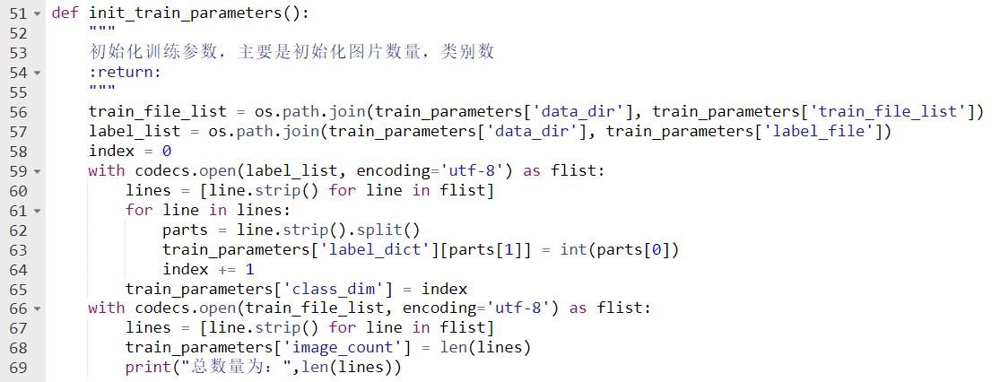 51 def init_train_parameters():
52     """
53     初始化训练参数，主要是初始化图片数量，类别数
54     :return:
55     """
56     train_file_list = os.path.join(train_parameters['data_dir'], train_parameters['train_file_list'])
57     label_list = os.path.join(train_parameters['data_dir'], train_parameters['label_file'])
58     index = 0
59     with codecs.open(label_list, encoding='utf-8') as flist:
60         lines = [line.strip() for line in flist]
61         for line in lines:
62             parts = line.strip().split()
63             train_parameters['label_dict'][parts[1]] = int(parts[0])
64             index += 1
65         train_parameters['class_dim'] = index
66     with codecs.open(train_file_list, encoding='utf-8') as flist:
67         lines = [line.strip() for line in flist]
68         train_parameters['image_count'] = len(lines)
69         print("总数量为：",len(lines))